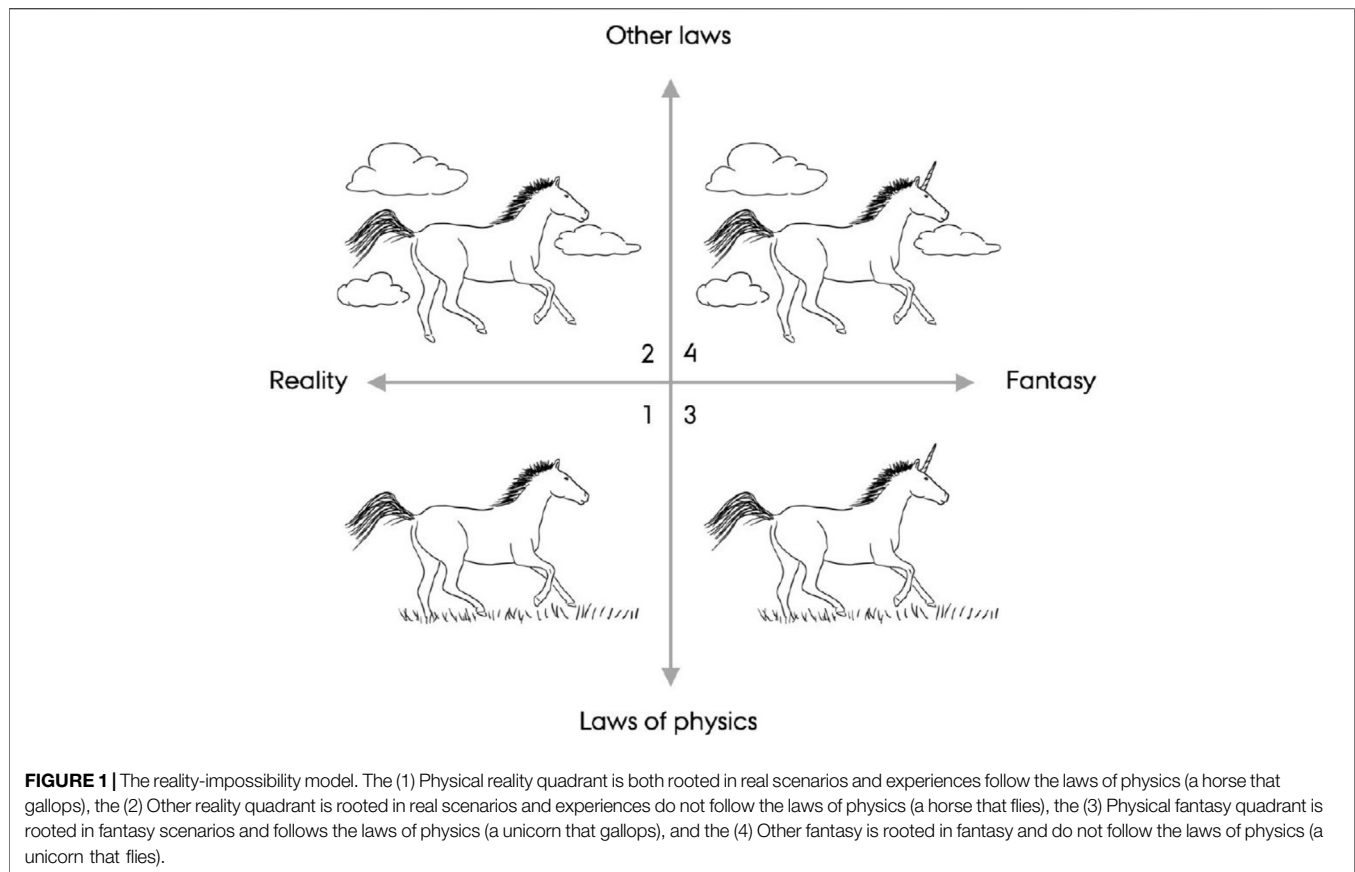 Other laws
2 4
Reality
Fantasy
1 3
Laws of physics
FIGURE 1 | The reality-impossibility model. The (1) Physical reality quadrant is both rooted in real scenarios and experiences follow the laws of physics (a horse that
gallops), the (2) Other reality quadrant is rooted in real scenarios and experiences do not follow the laws of physics (a horse that flies), the (3) Physical fantasy quadrant is
rooted in fantasy scenarios and follows the laws of physics (a unicorn that gallops), and the (4) Other fantasy is rooted in fantasy and do not follow the laws of physics (a
unicorn that flies).